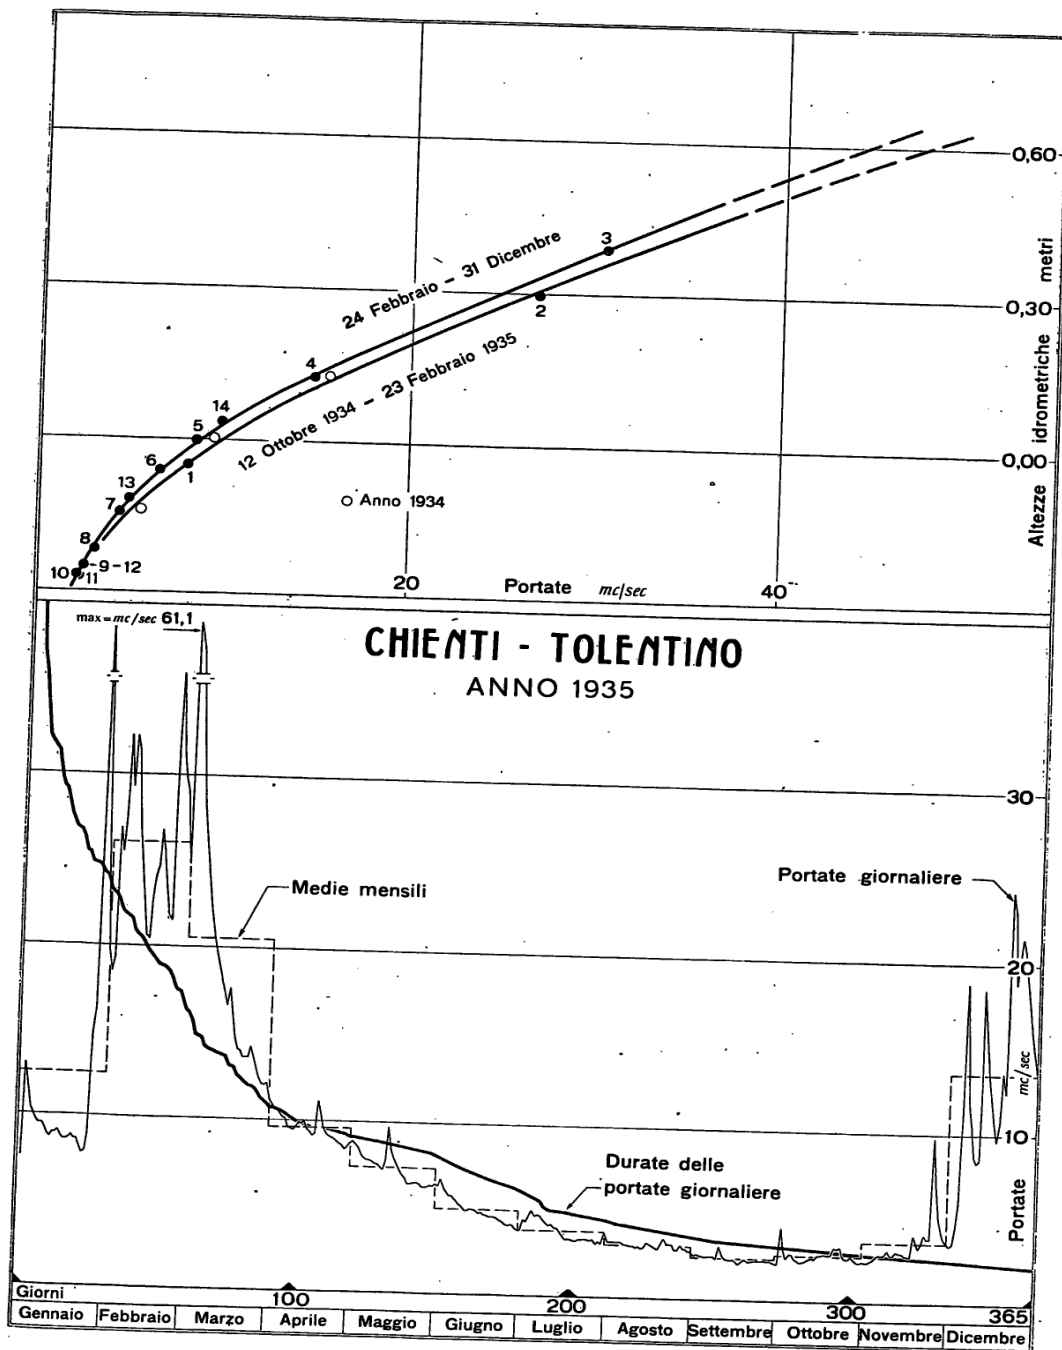 0,60
0,30
0,00
Altezze idrometriche metri
3
24 Febbraio - 31 Dicembre
2
4
12 Ottobre 1934 - 23 Febbraio 1935
14
5
6
1
13
7
Anno 1934
8
9-12
10
11
20
Portate mc/sec
40
max = mc/sec 61,1
CHIENTI - TOLENTINO
ANNO 1935
30
Medie mensili
Portate giornaliere
20
10
Portate mc/sec
Durate delle
portate giornaliere
Giorni 100 200 300 365
Gennaio Febbraio Marzo Aprile Maggio Giugno Luglio Agosto Settembre Ottobre Novembre Dicembre